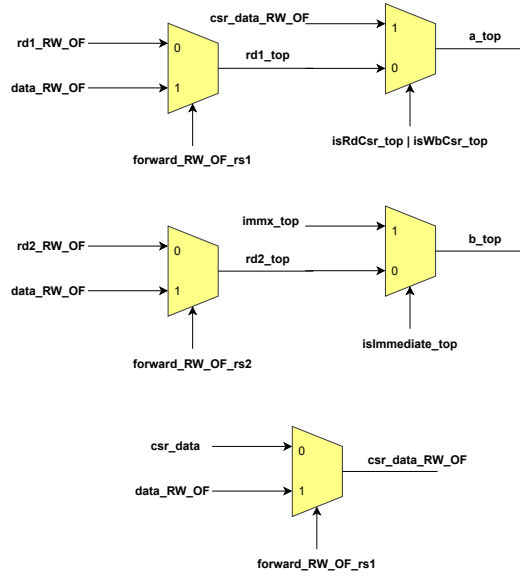 csr_data_RW_OF
1
a_top
rd1_RW_OF
0
rd1_top
0
data_RW_OF
1
isRdCsr_top | isWbCsr_top
forward_RW_OF_rs1
immx_top
1
b_top
rd2_RW_OF
0
rd2_top
0
data_RW_OF
1
isImmediate_top
forward_RW_OF_rs2
csr_data
0
csr_data_RW_OF
data_RW_OF
1
forward_RW_OF_rs1